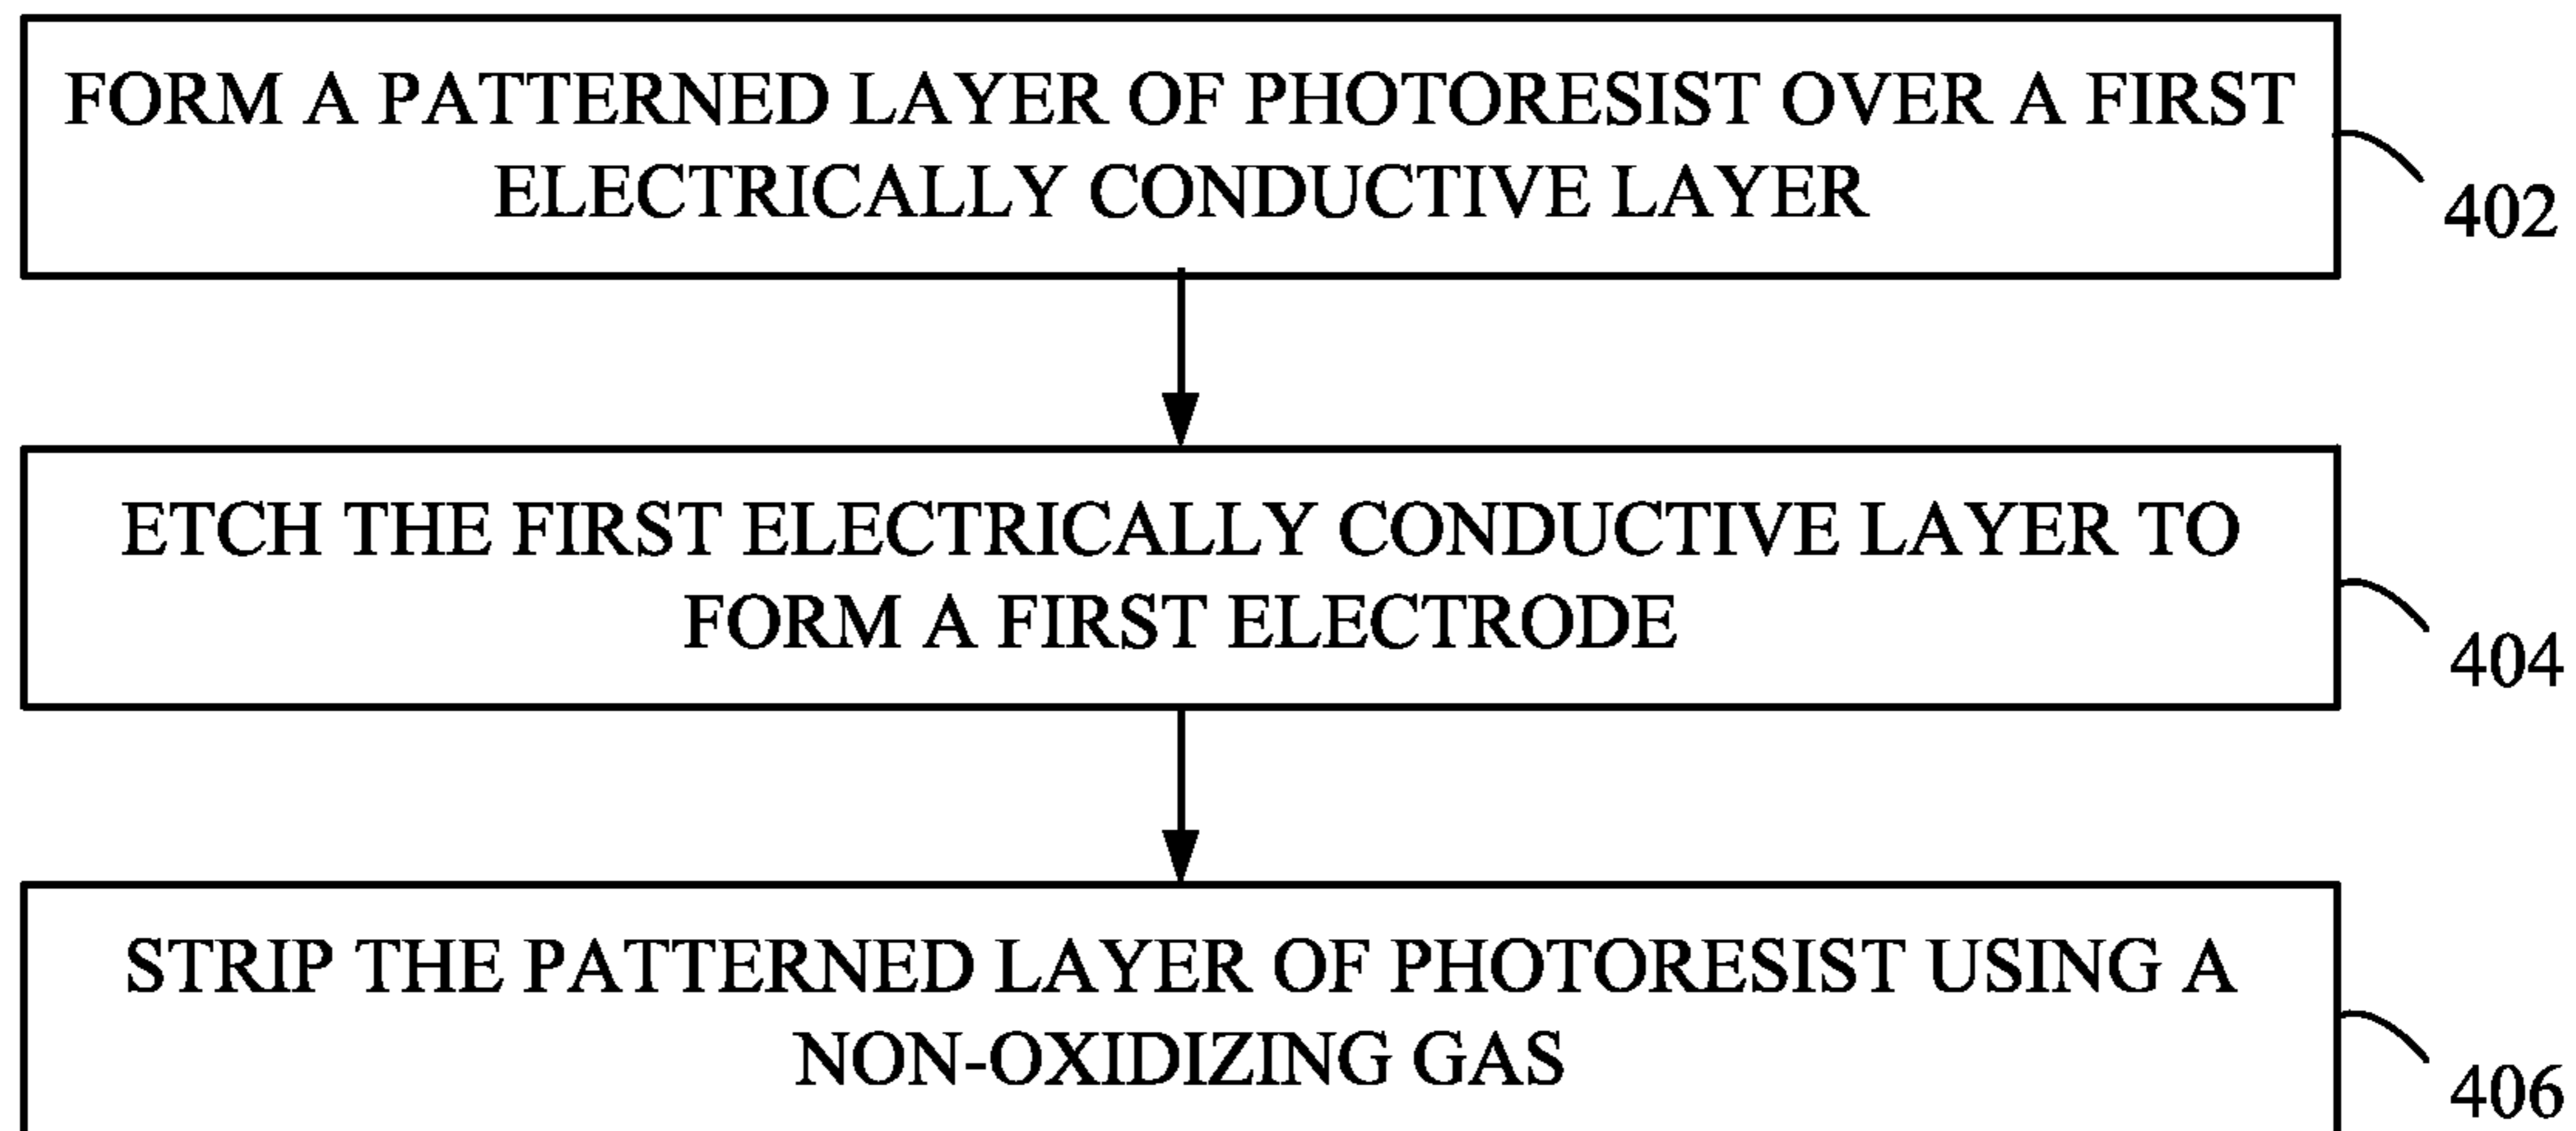 FORM A PATTERNED LAYER OF PHOTORESIST OVER A FIRST
ELECTRICALLY CONDUCTIVE LAYER
402
ETCH THE FIRST ELECTRICALLY CONDUCTIVE LAYER TO
FORM A FIRST ELECTRODE
404
STRIP THE PATTERNED LAYER OF PHOTORESIST USING A
NON-OXIDIZING GAS
406